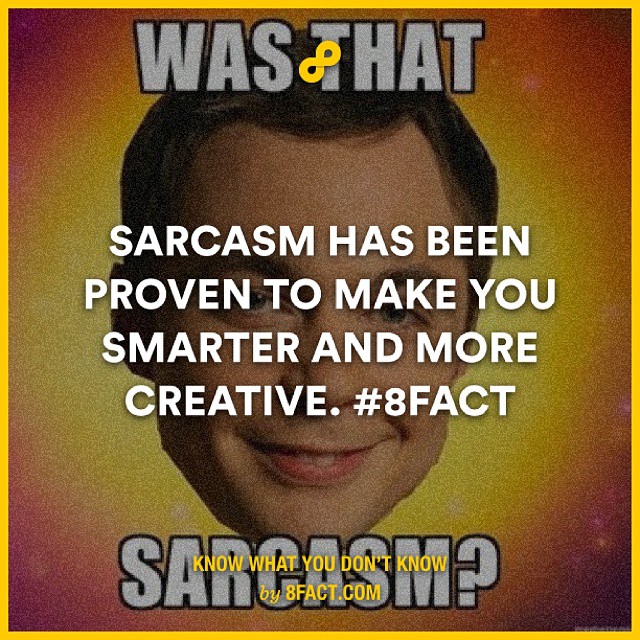 WAS THAT
SARCASM HAS BEEN
PROVEN TO MAKE YOU
SMARTER AND MORE
CREATIVE. #8FACT
SARCASM?
KNOW WHAT YOU DON'T KNOW
by 8FACT.COM